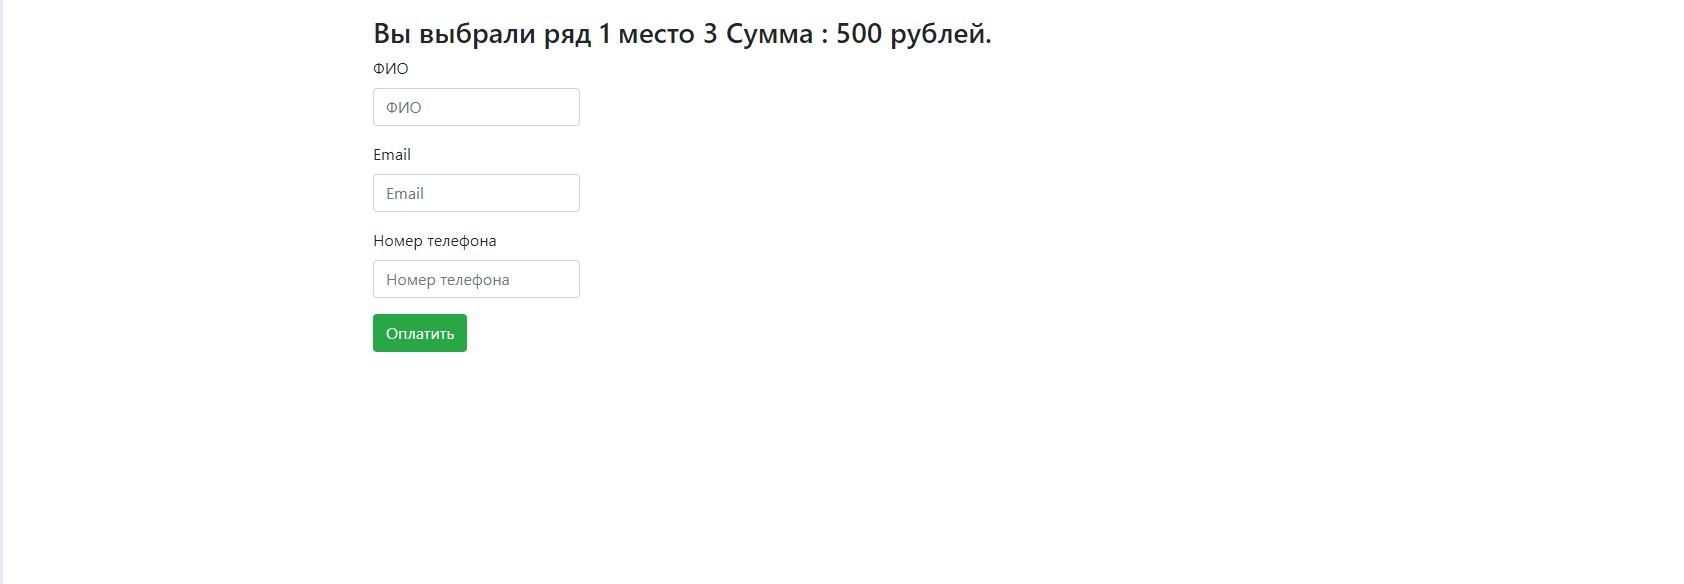 Вы выбрали ряд 1 место 3 Сумма : 500 рублей.
ФИО
ФИО
Email
Email
Номер телефона
Номер телефона
Оплатить